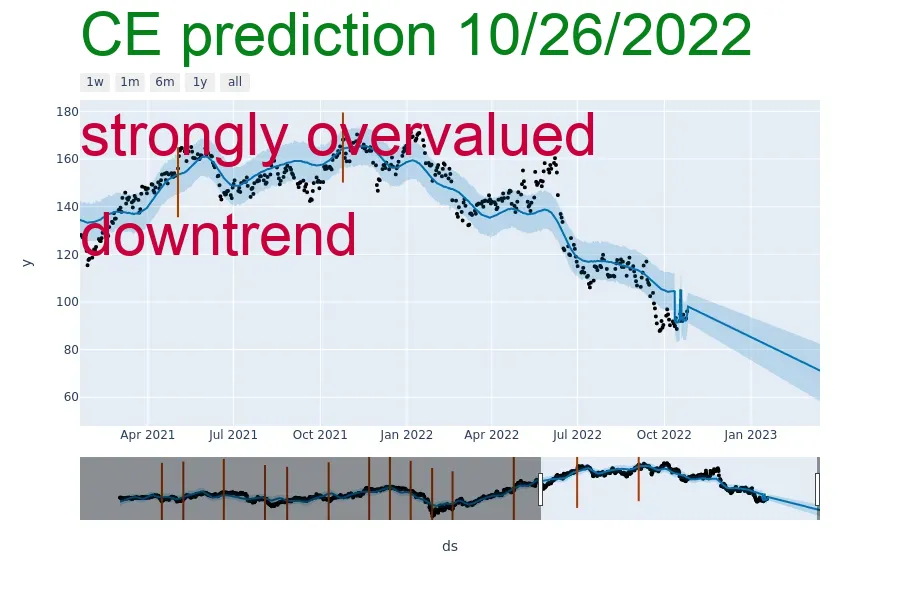 CE prediction 10/26/2022
1w 1m 6m 1y all
strongly overvalued
downtrend
180
160
140
120
100
80
60
y
Apr 2021 Jul 2021 Oct 2021 Jan 2022 Apr 2022 Jul 2022 Oct 2022 Jan 2023
ds